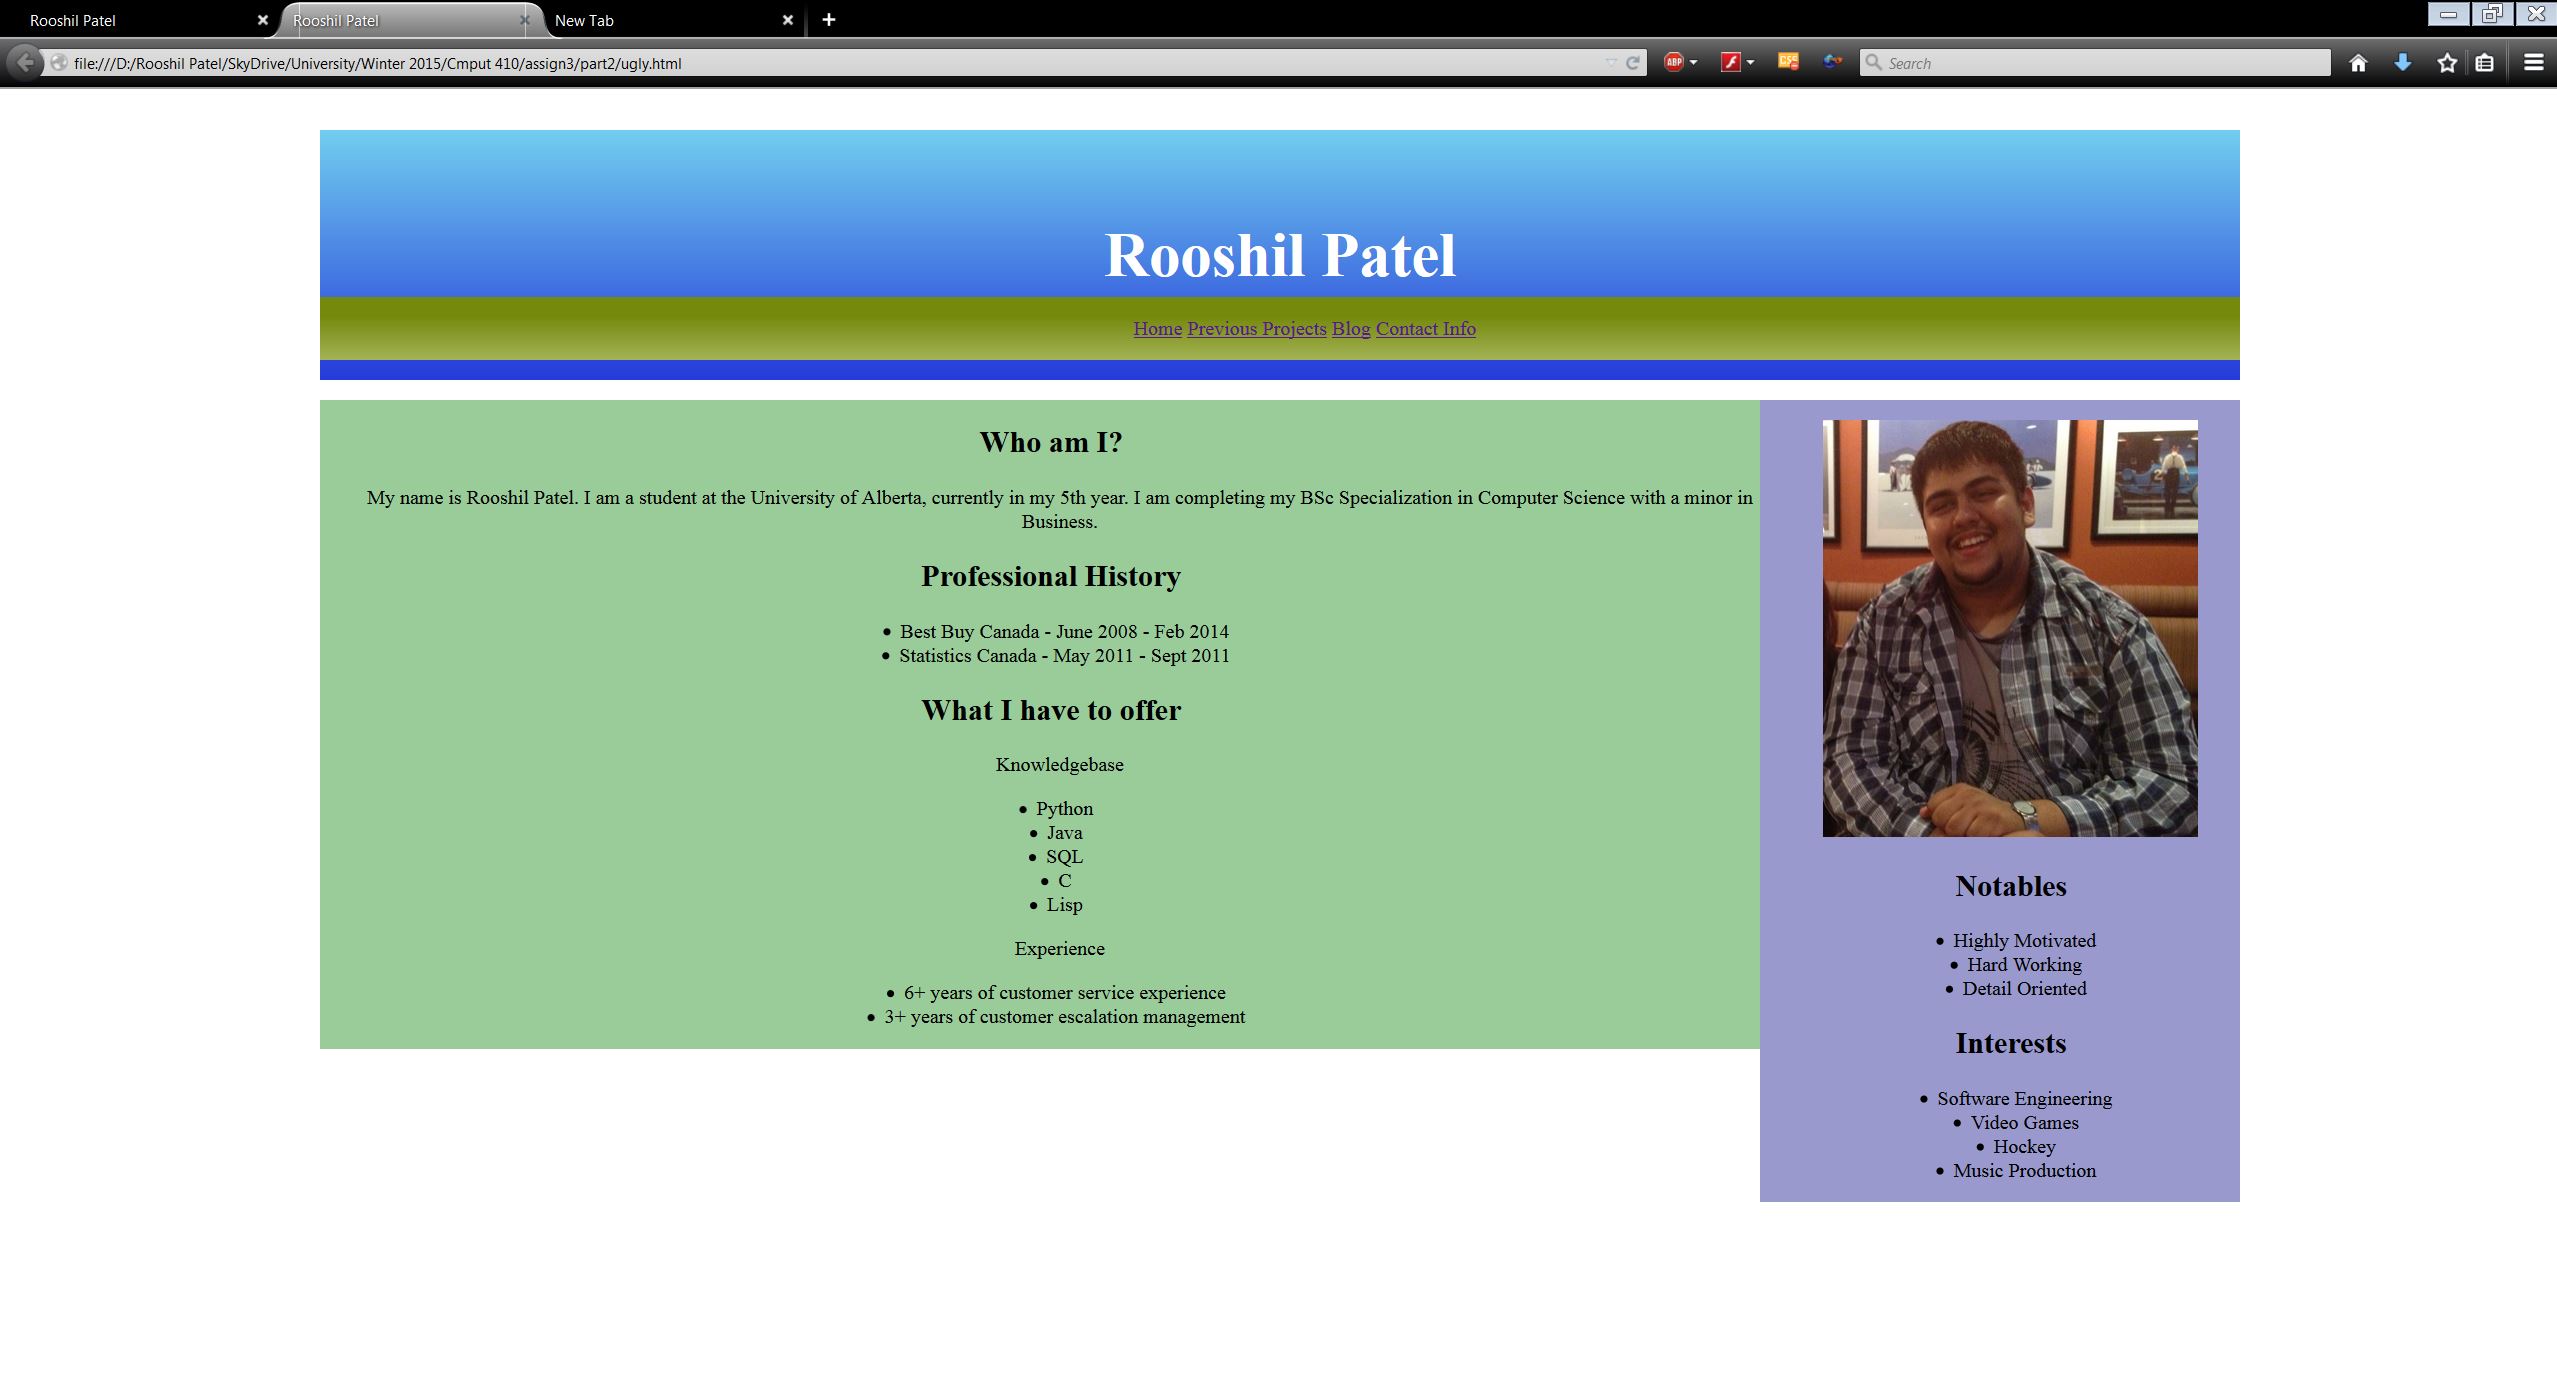 Rooshil Patel
Rooshil Patel
New Tab
file:///D:/Rooshil Patel/SkyDrive/University/Winter 2015/Cmput 410/assign3/part2/ugly.html
ABP
Search
Rooshil Patel
Home Previous Projects Blog Contact Info
Who am I?
My name is Rooshil Patel. I am a student at the University of Alberta, currently in my 5th year. I am completing my BSc Specialization in Computer Science with a minor in
Business.
Professional History
• Best Buy Canada - June 2008 - Feb 2014
• Statistics Canada - May 2011 - Sept 2011
What I have to offer
Knowledgebase
• Python
• Java
• SQL
• C
• Lisp
Experience
• 6+ years of customer service experience
• 3+ years of customer escalation management
Notables
• Highly Motivated
• Hard Working
• Detail Oriented
Interests
• Software Engineering
• Video Games
• Hockey
• Music Production